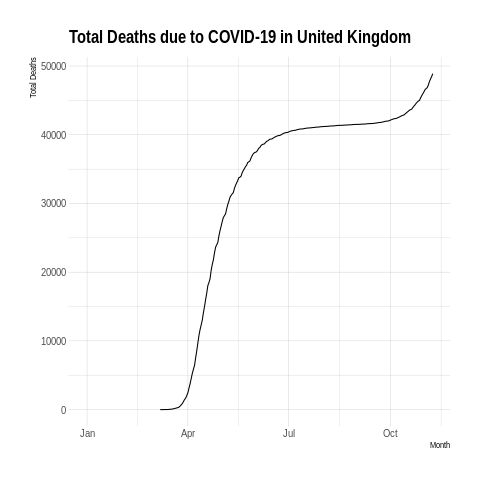 Total Deaths due to COVID-19 in United Kingdom
Total Deaths
50000
40000
30000
20000
10000
0
Jan Apr Jul Oct
Month